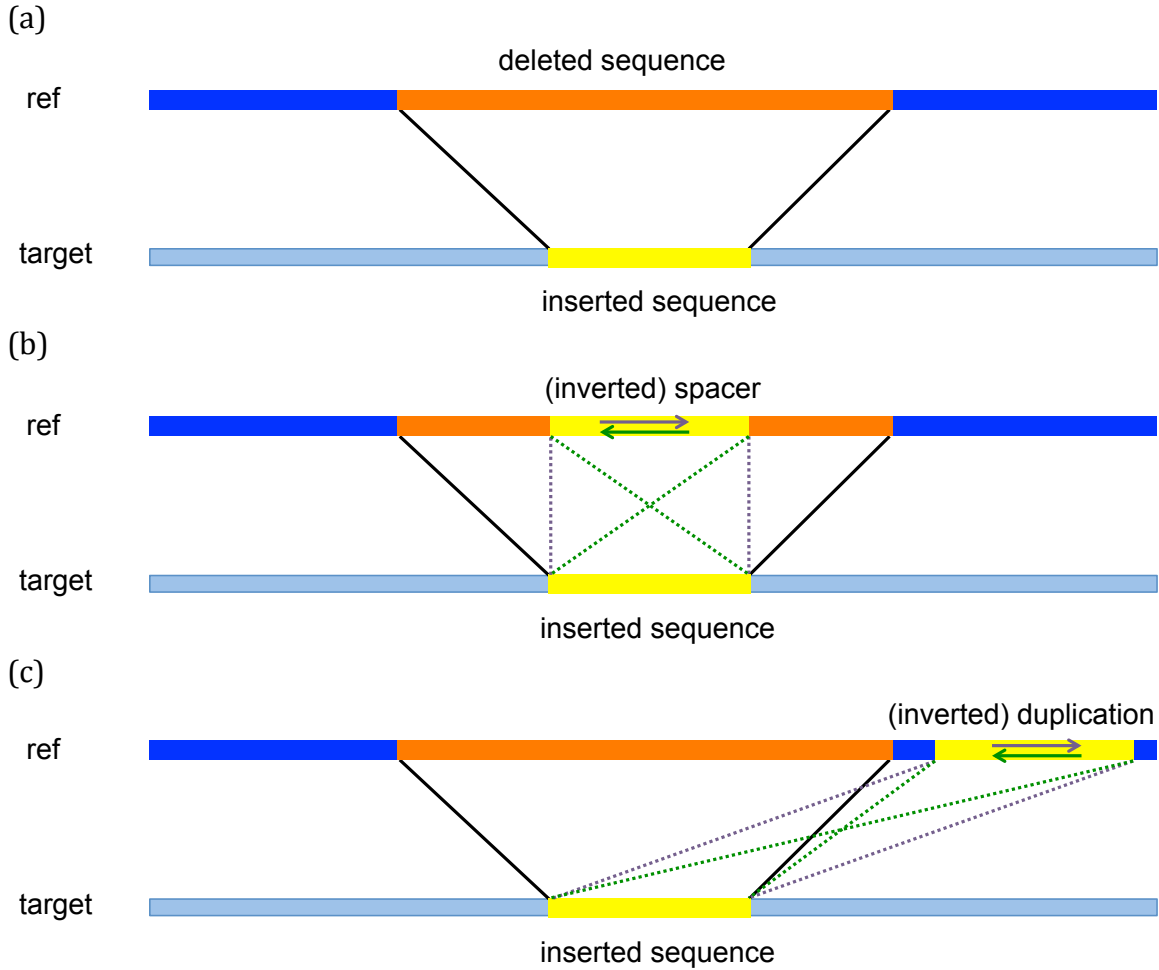 (a)
deleted sequence
ref
target
inserted sequence
(b)
(inverted) spacer
ref
target
inserted sequence
(c)
(inverted) duplication
ref
target
inserted sequence